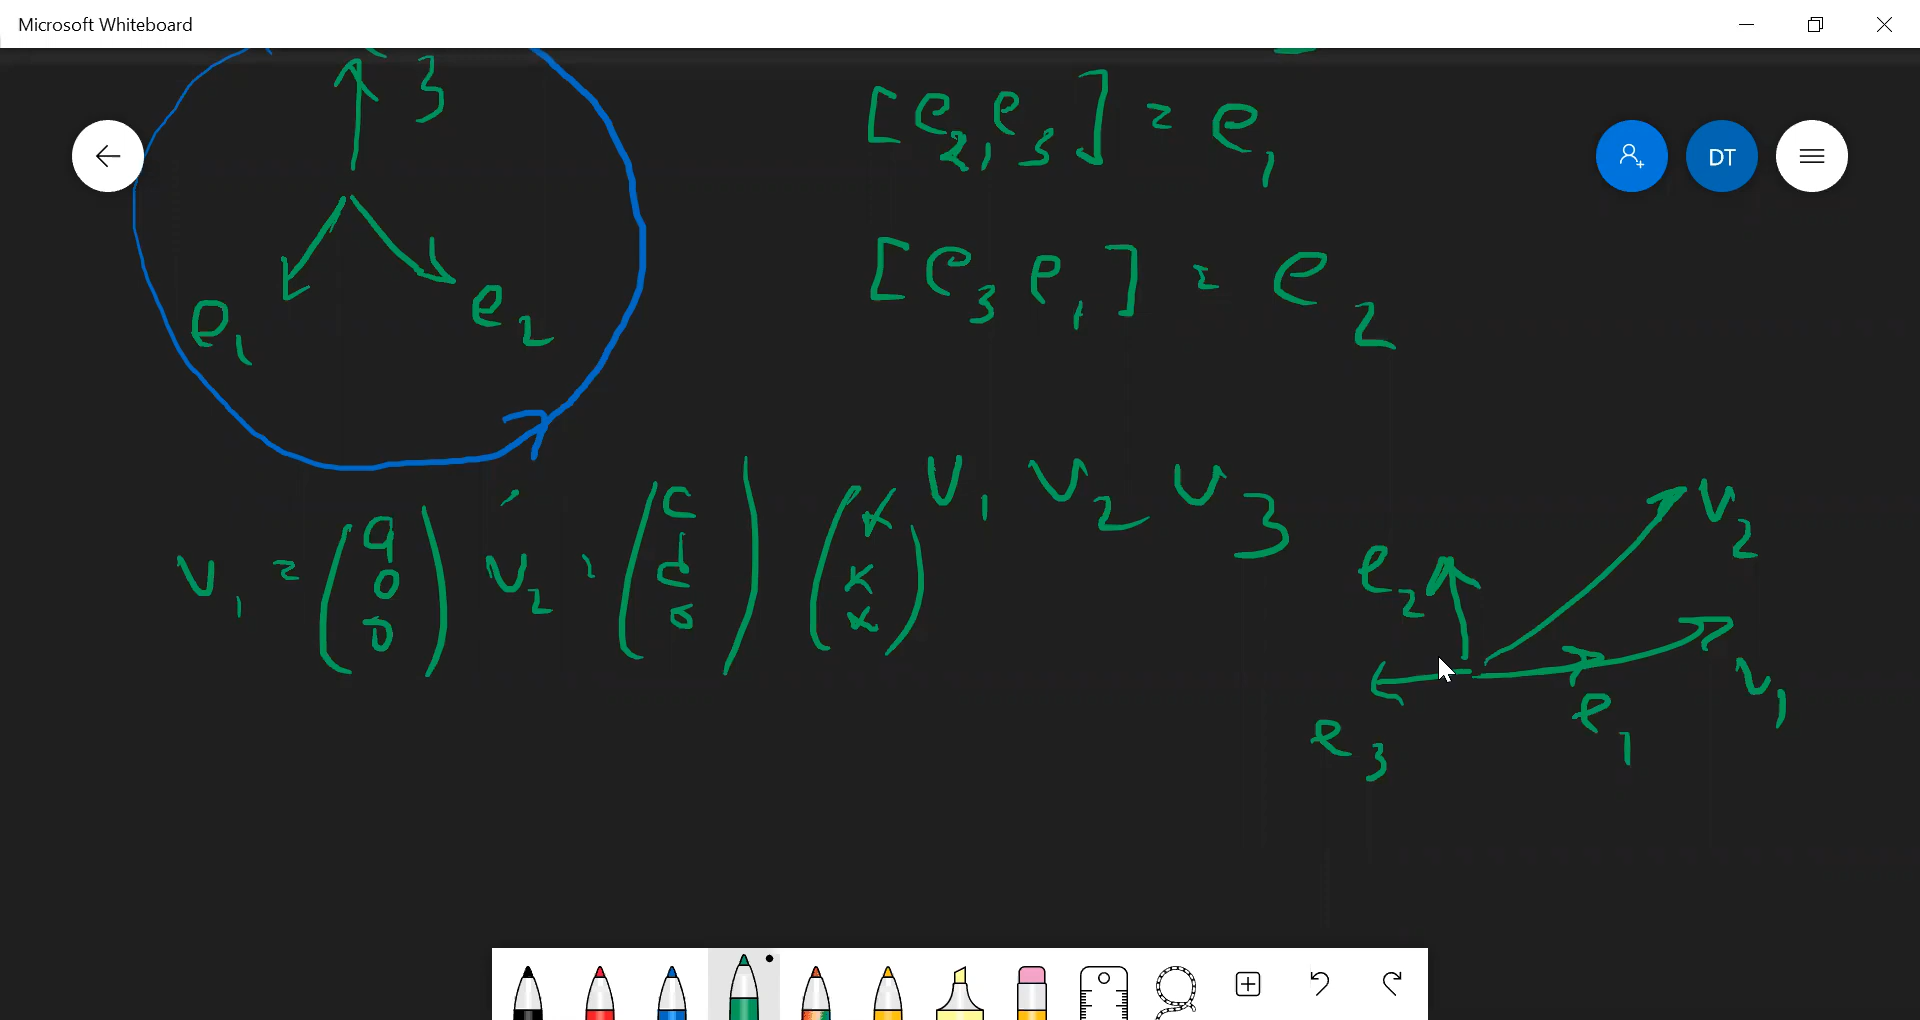 Microsoft Whiteboard
3
[e₂, e₃] = e₁
DT
[e₃ e₁] = e₂
e₁
e₂
v₁ v₂ v₃
v₂
v₁ = (a 0 0) v₂ = (c d 0) (x x x)
e₂
v₁
e₁
e₃